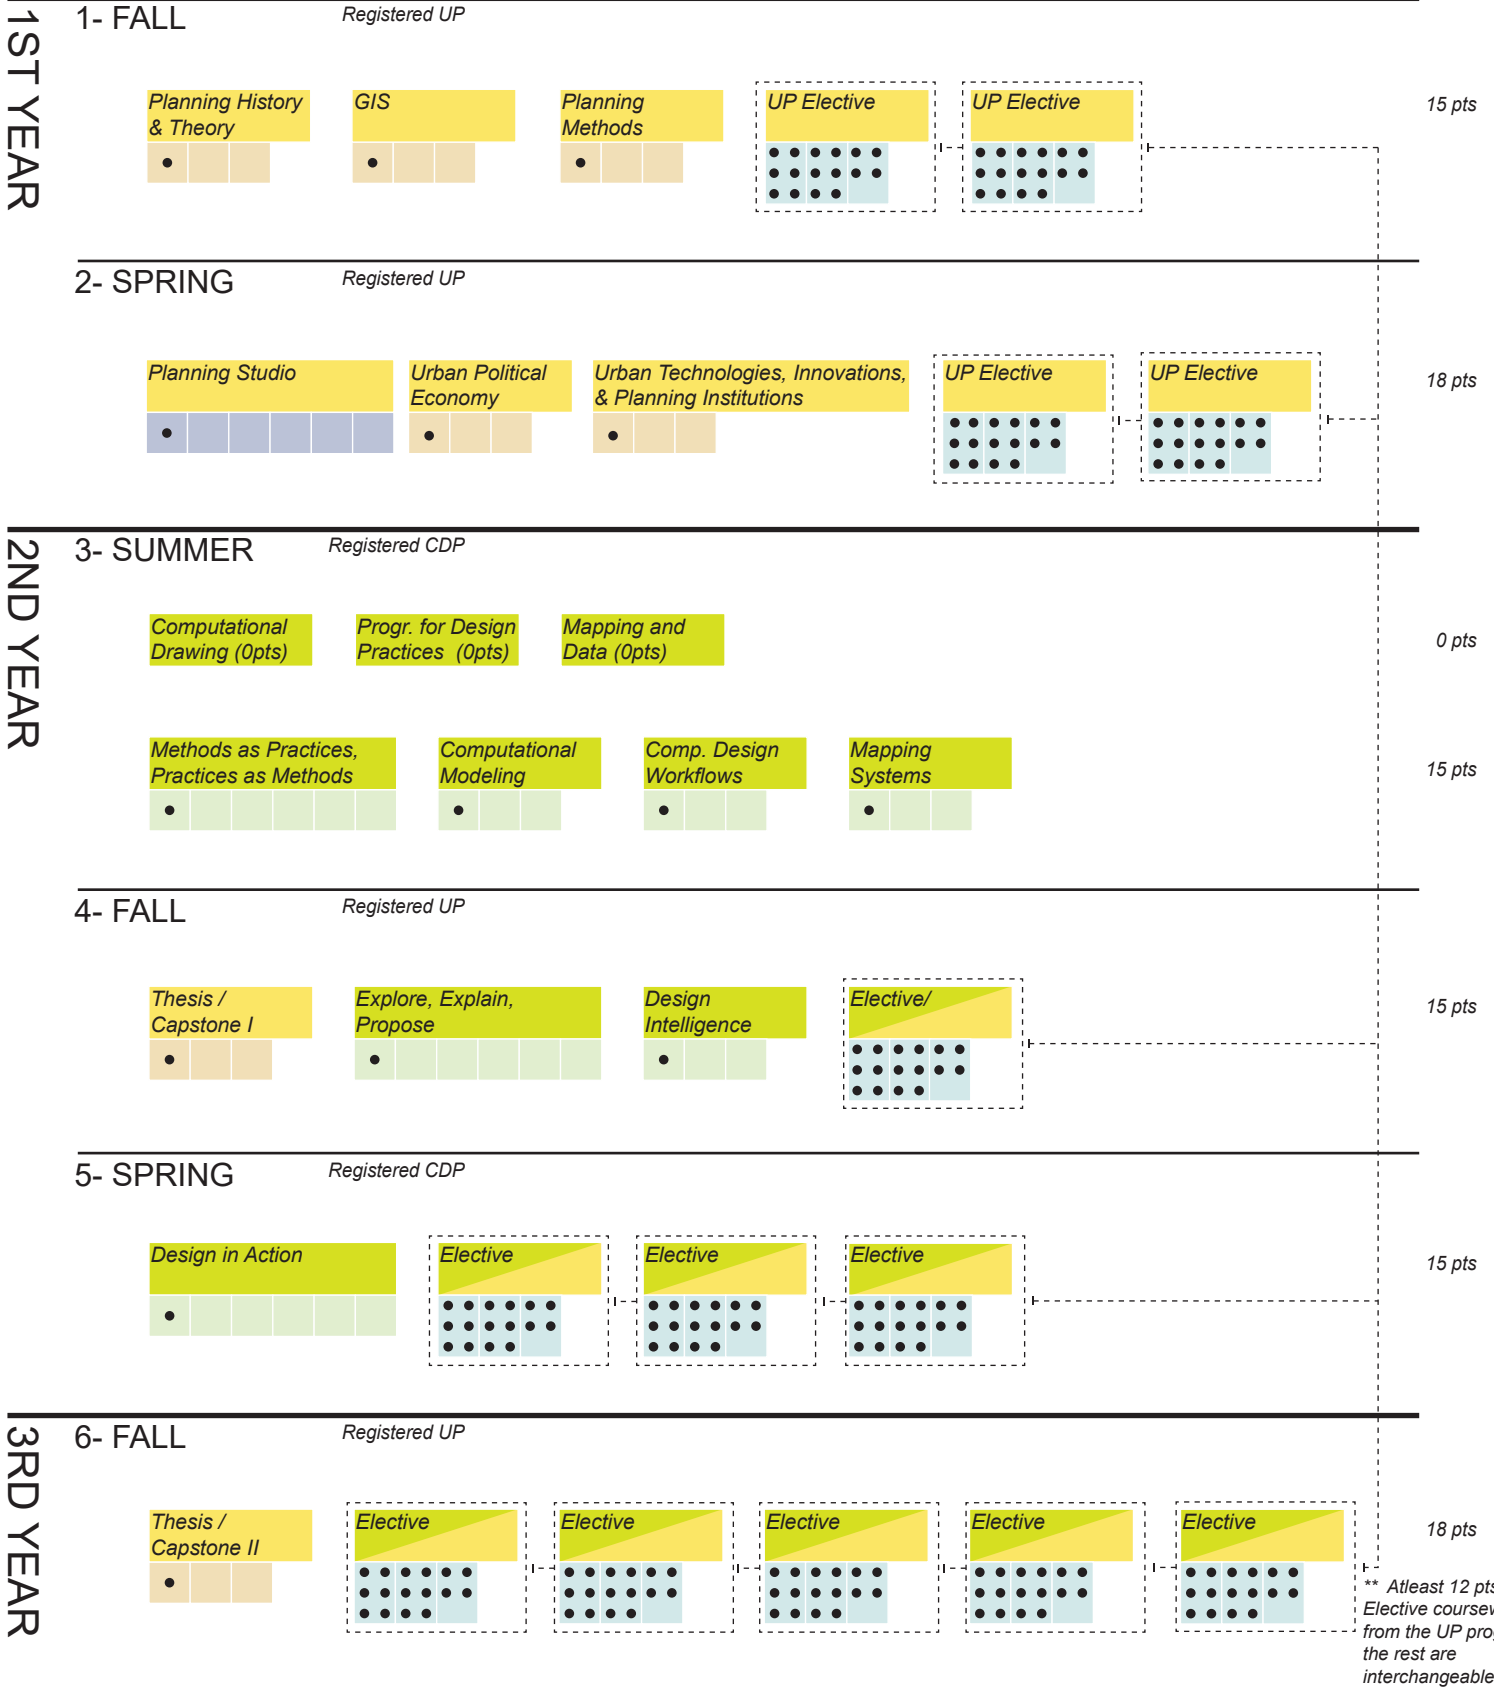 1ST YEAR
1- FALL
Registered UP
Planning History
& Theory
GIS
Planning
Methods
UP Elective
UP Elective
15 pts
2- SPRING
Registered UP
Planning Studio
Urban Political
Economy
Urban Technologies, Innovations,
& Planning Institutions
UP Elective
UP Elective
18 pts
2ND YEAR
3- SUMMER
Registered CDP
Computational
Drawing (0pts)
Progr. for Design
Practices (0pts)
Mapping and
Data (0pts)
0 pts
Methods as Practices,
Practices as Methods
Computational
Modeling
Comp. Design
Workflows
Mapping
Systems
15 pts
4- FALL
Registered UP
Thesis /
Capstone I
Explore, Explain,
Propose
Design
Intelligence
Elective/
15 pts
5- SPRING
Registered CDP
Design in Action
Elective
Elective
Elective
15 pts
3RD YEAR
6- FALL
Registered UP
Thesis /
Capstone II
Elective
Elective
Elective
Elective
Elective
18 pts
** Atleast 12 pts
Elective
from the UP
the rest are
interchangeable